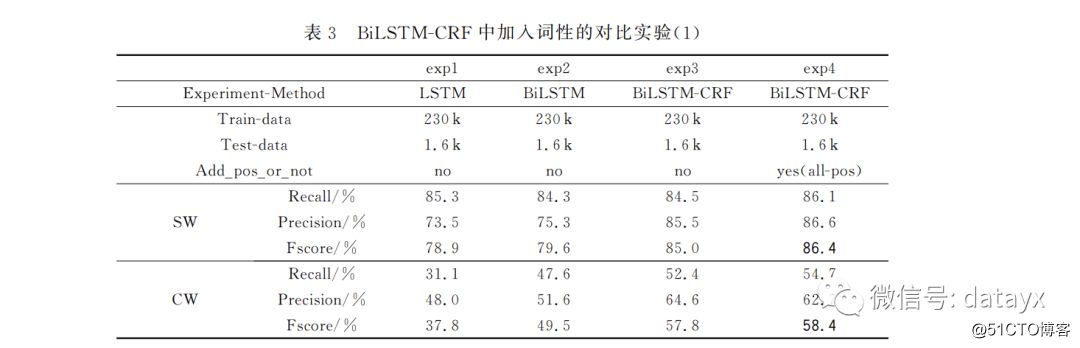 表 3 BiLSTM-CRF 中加入词性的对比实验(1)
exp1 exp2 exp3 exp4
Experiment-Method LSTM BiLSTM BiLSTM-CRF BiLSTM-CRF
Train-data 230 k 230 k 230 k 230 k
Test-data 1.6 k 1.6 k 1.6 k 1.6 k
Add_pos_or_not no no no yes(all-pos)
Recall/% 85.3 84.3 84.5 86.1
SW Precision/% 73.5 75.3 85.5 86.6
Fscore/% 78.9 79.6 85.0 86.4
Recall/% 31.1 47.6 52.4 54.7
CW Precision/% 48.0 51.6 64.6 62.
微信号: datayx
Fscore/% 37.8 49.5 57.8 58.4
@51CTO博客